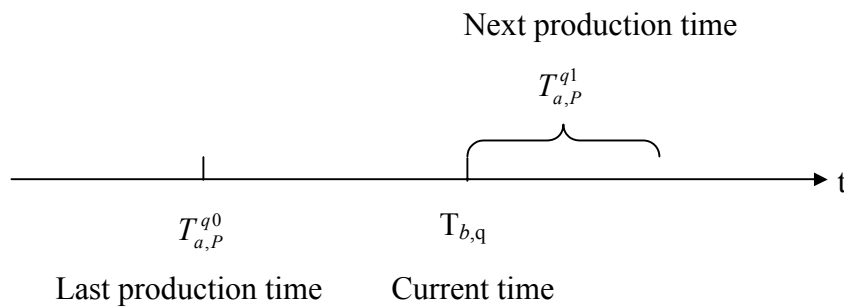 Next production time
T_{a,P}^{q1}
t
T_{a,P}^{q0} T_{b,q}
Last production time Current time